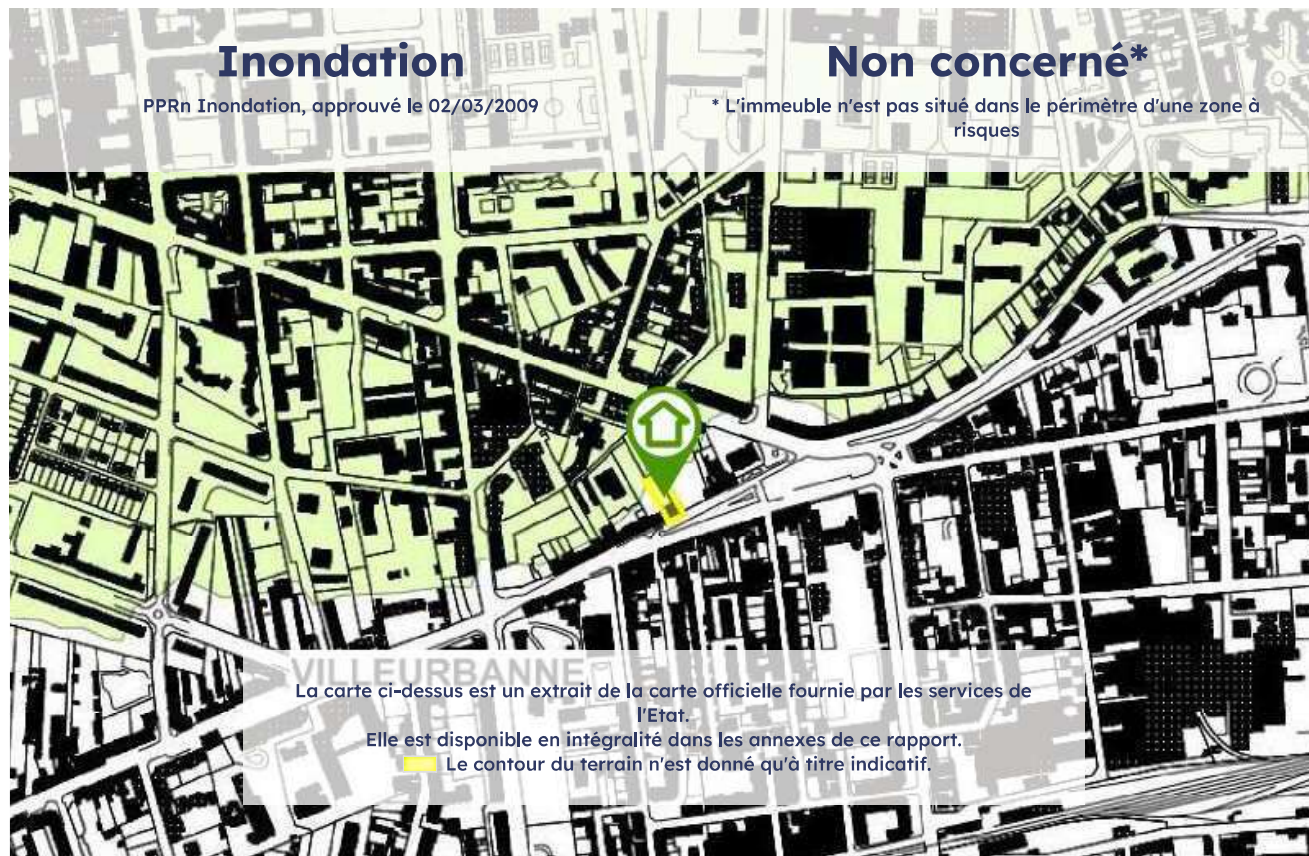 Inondation
PPRn Inondation, approuvé le 02/03/2009
Non concerné*
* L'immeuble n'est pas situé dans le périmètre d'une zone à
risques
VILLEURBANNE
La carte ci-dessus est un extrait de la carte officielle fournie par les services de
l'Etat.
Elle est disponible en intégralité dans les annexes de ce rapport.
Le contour du terrain n'est donné qu'à titre indicatif.